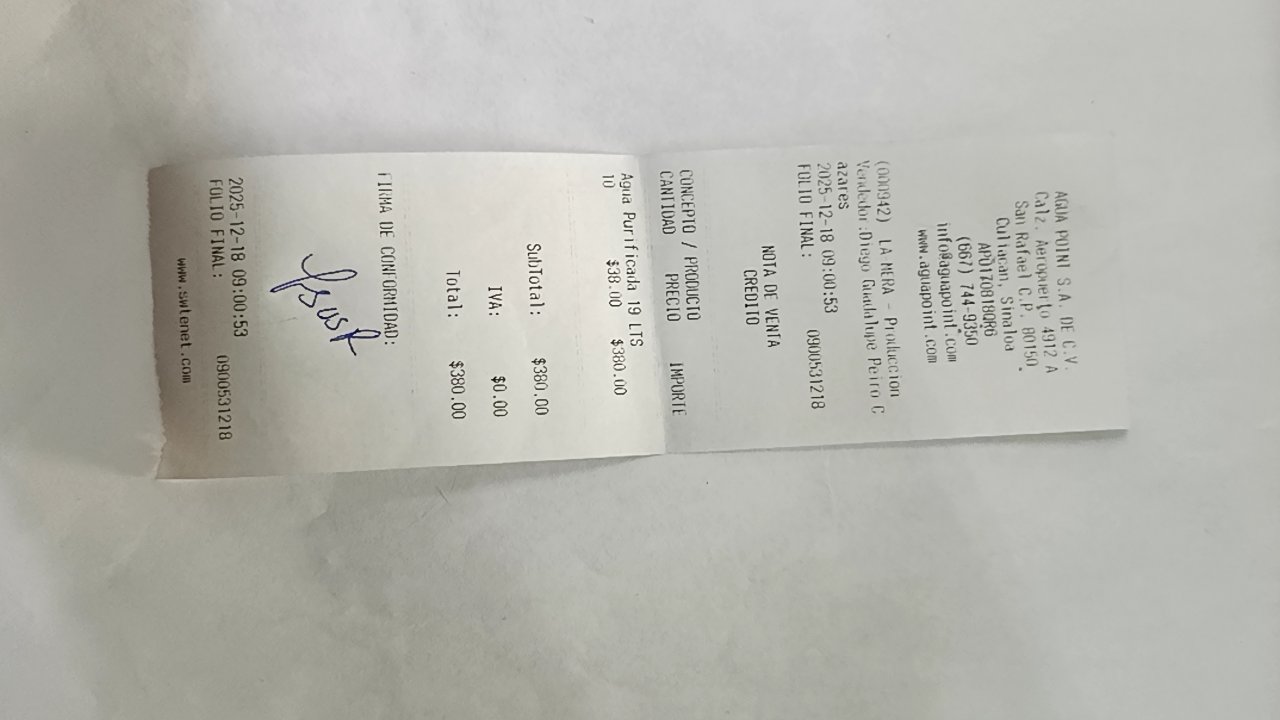 AGUA POINT S.A. DE C.V.
Calz. Aeropuerto 4912 A
San Rafael C.P. 80150.
Culiacan, Sinaloa
APO170818QR6
(667) 744-9350
info@aguapoint.com
www.aguapoint.com
(000942) LA MERA - Produccion
Vendedor:Diego Guadalupe Peiro C
azares
2025-12-18 09:00:53
FOLIO FINAL: 0900531218
NOTA DE VENTA
CREDITO
CONCEPTO / PRODUCTO
CANTIDAD PRECIO IMPORTE
Agua Purificada 19 LTS
10 $38.00 $380.00
SubTotal: $380.00
IVA: $0.00
Total: $380.00
FIRMA DE CONFORMIDAD:
2025-12-18 09:00:53
FOLIO FINAL: 0900531218
www.swtenet.com